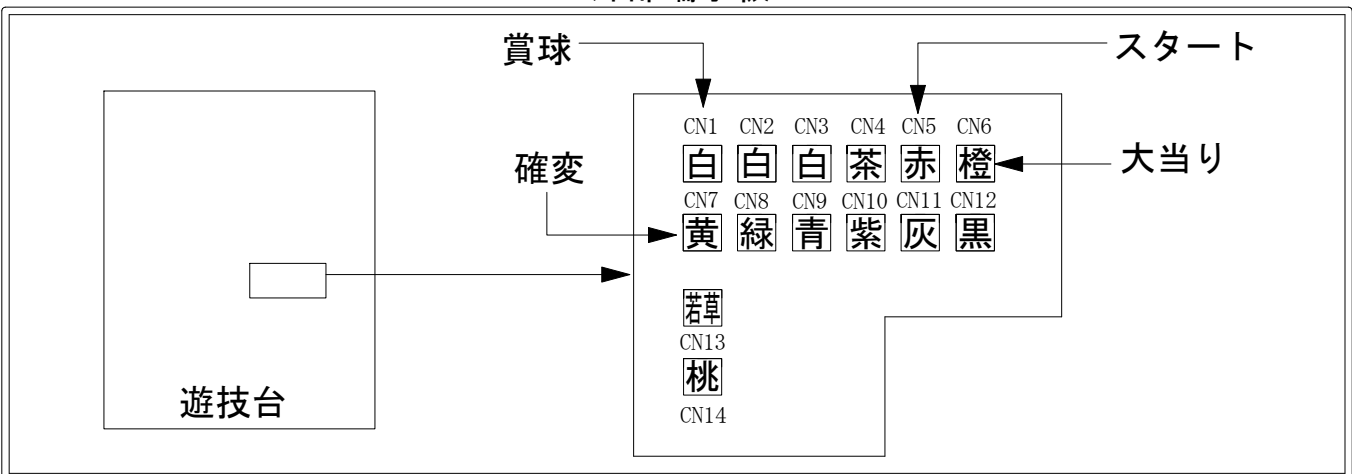 賞球
スタート
CN1 CN2 CN3 CN4 CN5 CN6
白 白 白 茶 赤 橙
大当り
確変
CN7 CN8 CN9 CN10 CN11 CN12
黄 緑 青 紫 灰 黒
若草
CN13
桃
CN14
遊技台